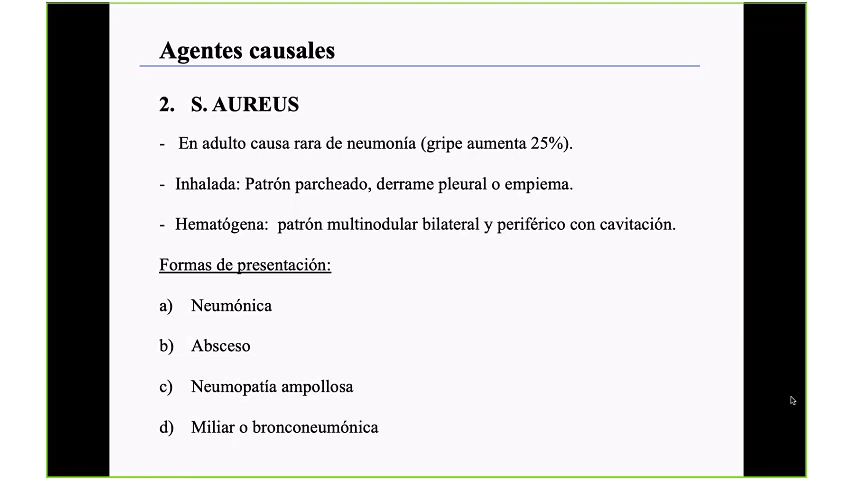 Agentes causales
2. S. AUREUS
- En adulto causa rara de neumonía (gripe aumenta 25%).
- Inhalada: Patrón parcheado, derrame pleural o empiema.
- Hematógena: patrón multinodular bilateral y periférico con cavitación.
Formas de presentación:
a) Neumónica
b) Absceso
c) Neumopatía ampollosa
d) Miliar o bronconeumónica